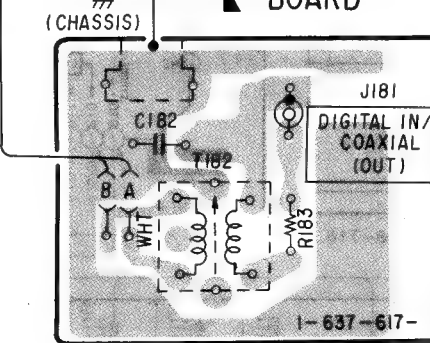 BOARD
(CHASSIS)
J181
DIGITAL IN/
COAXIAL
(OUT)
C182
T182
B A
WHT
R183
1-637-617-